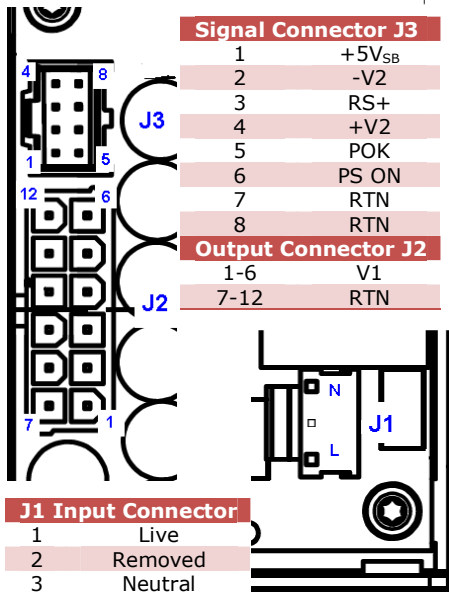 4 8
J3
1 5
12 6
J2
7 1
Signal Connector J3
1 +5VSB
2 -V2
3 RS+
4 +V2
5 POK
6 PS ON
7 RTN
8 RTN
Output Connector J2
1-6 V1
7-12 RTN
N
J1
L
J1 Input Connector
1 Live
2 Removed
3 Neutral